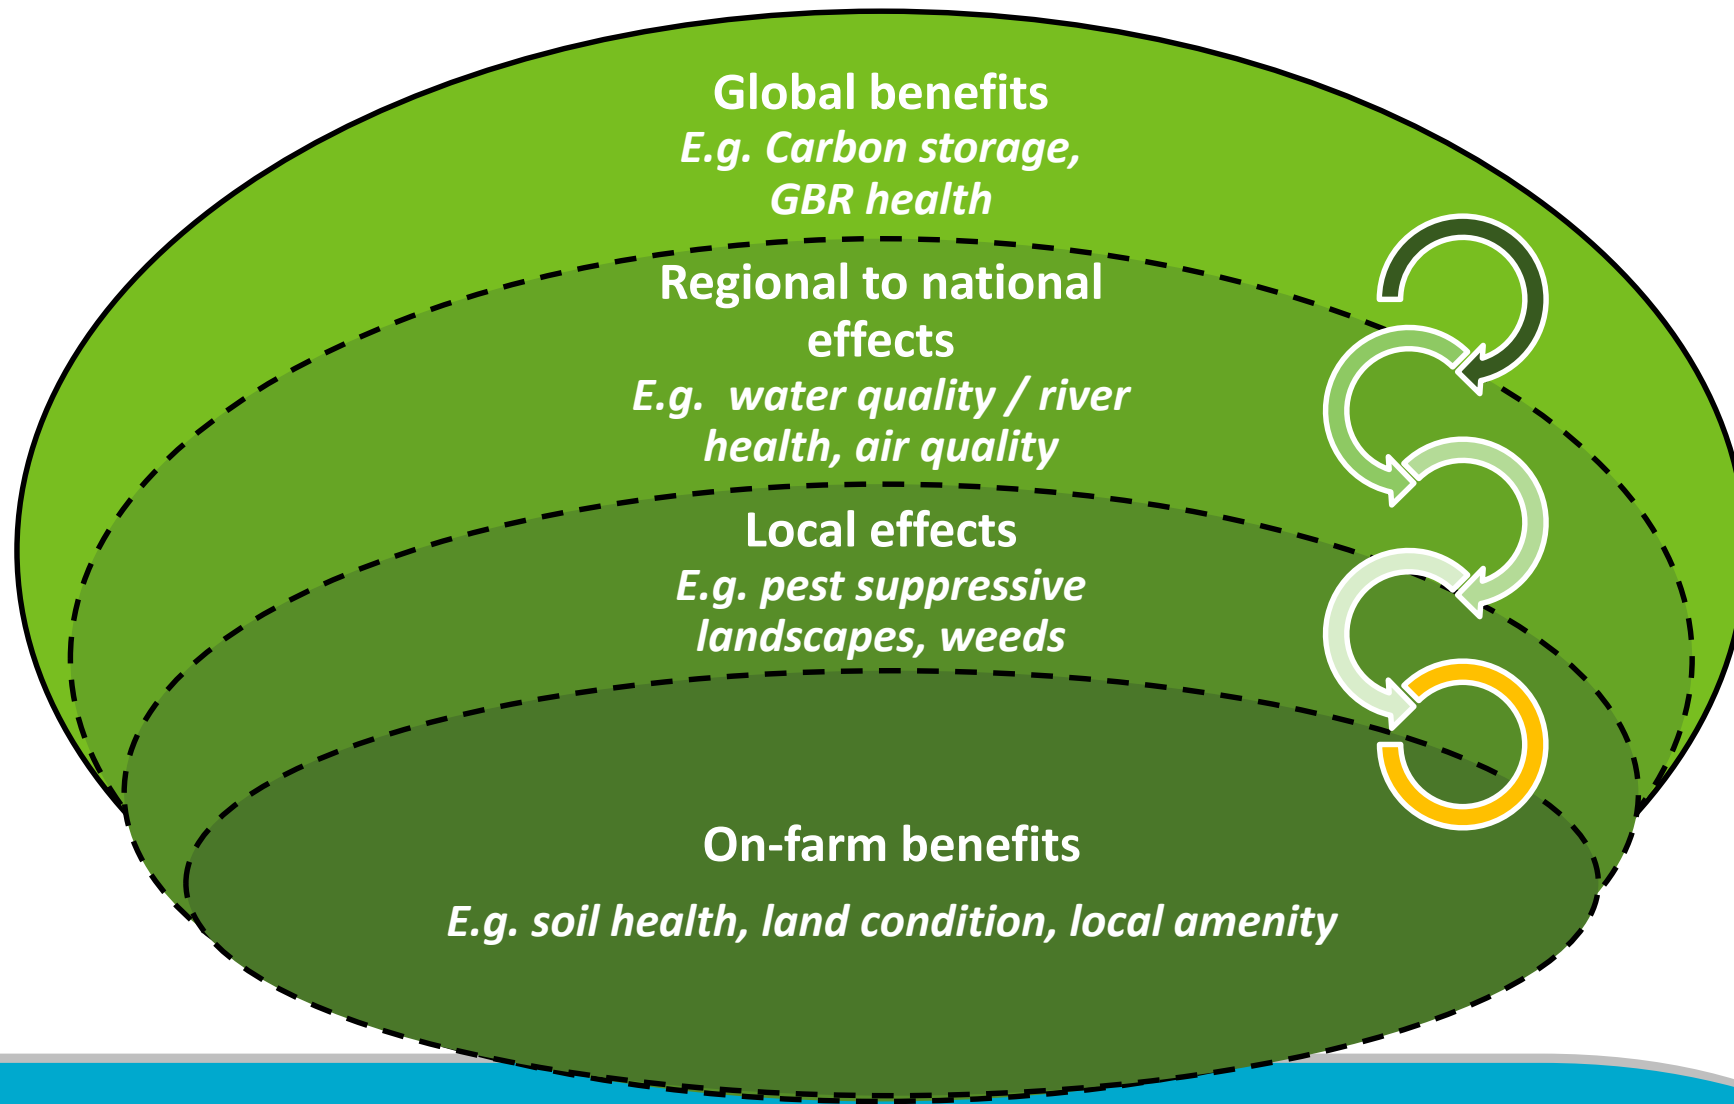 Global benefits
E.g. Carbon storage,
GBR health
Regional to national
effects
E.g.  water quality / river
health, air quality
Local effects
E.g. pest suppressive
landscapes, weeds
On-farm benefits
E.g. soil health, land condition, local amenity